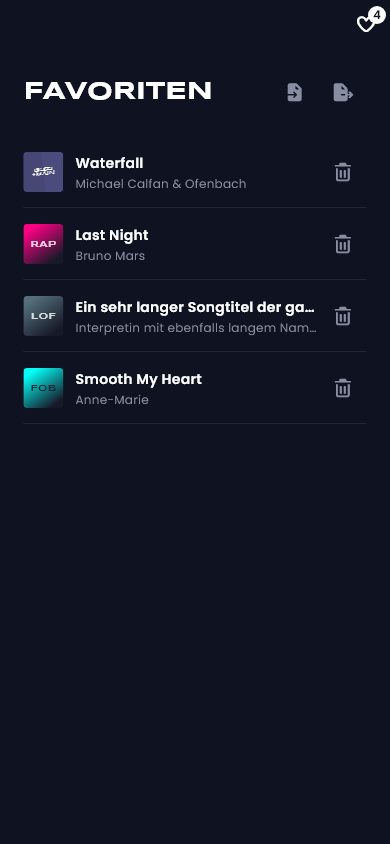 4
FAVORITEN
Waterfall
Michael Calfan & Ofenbach
RAP
Last Night
Bruno Mars
LOF
Ein sehr langer Songtitel der ga...
Interpretin mit ebenfalls langem Nam...
FOB
Smooth My Heart
Anne-Marie